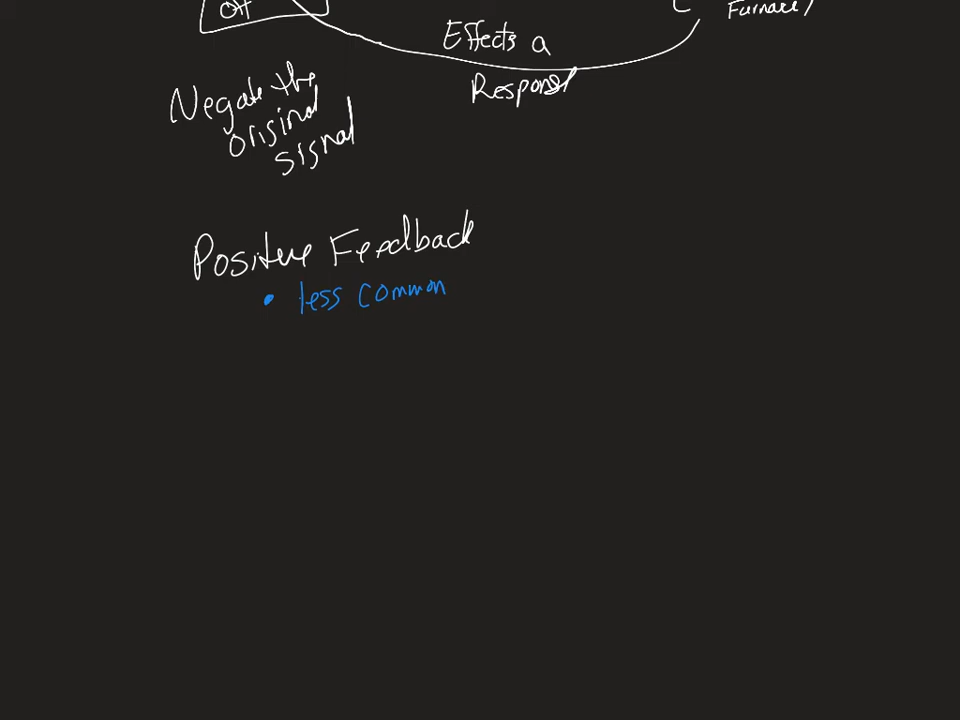 Off
Furnace)
Effects a
Response
Negate the
original
signal
Positive Feedback
• less common